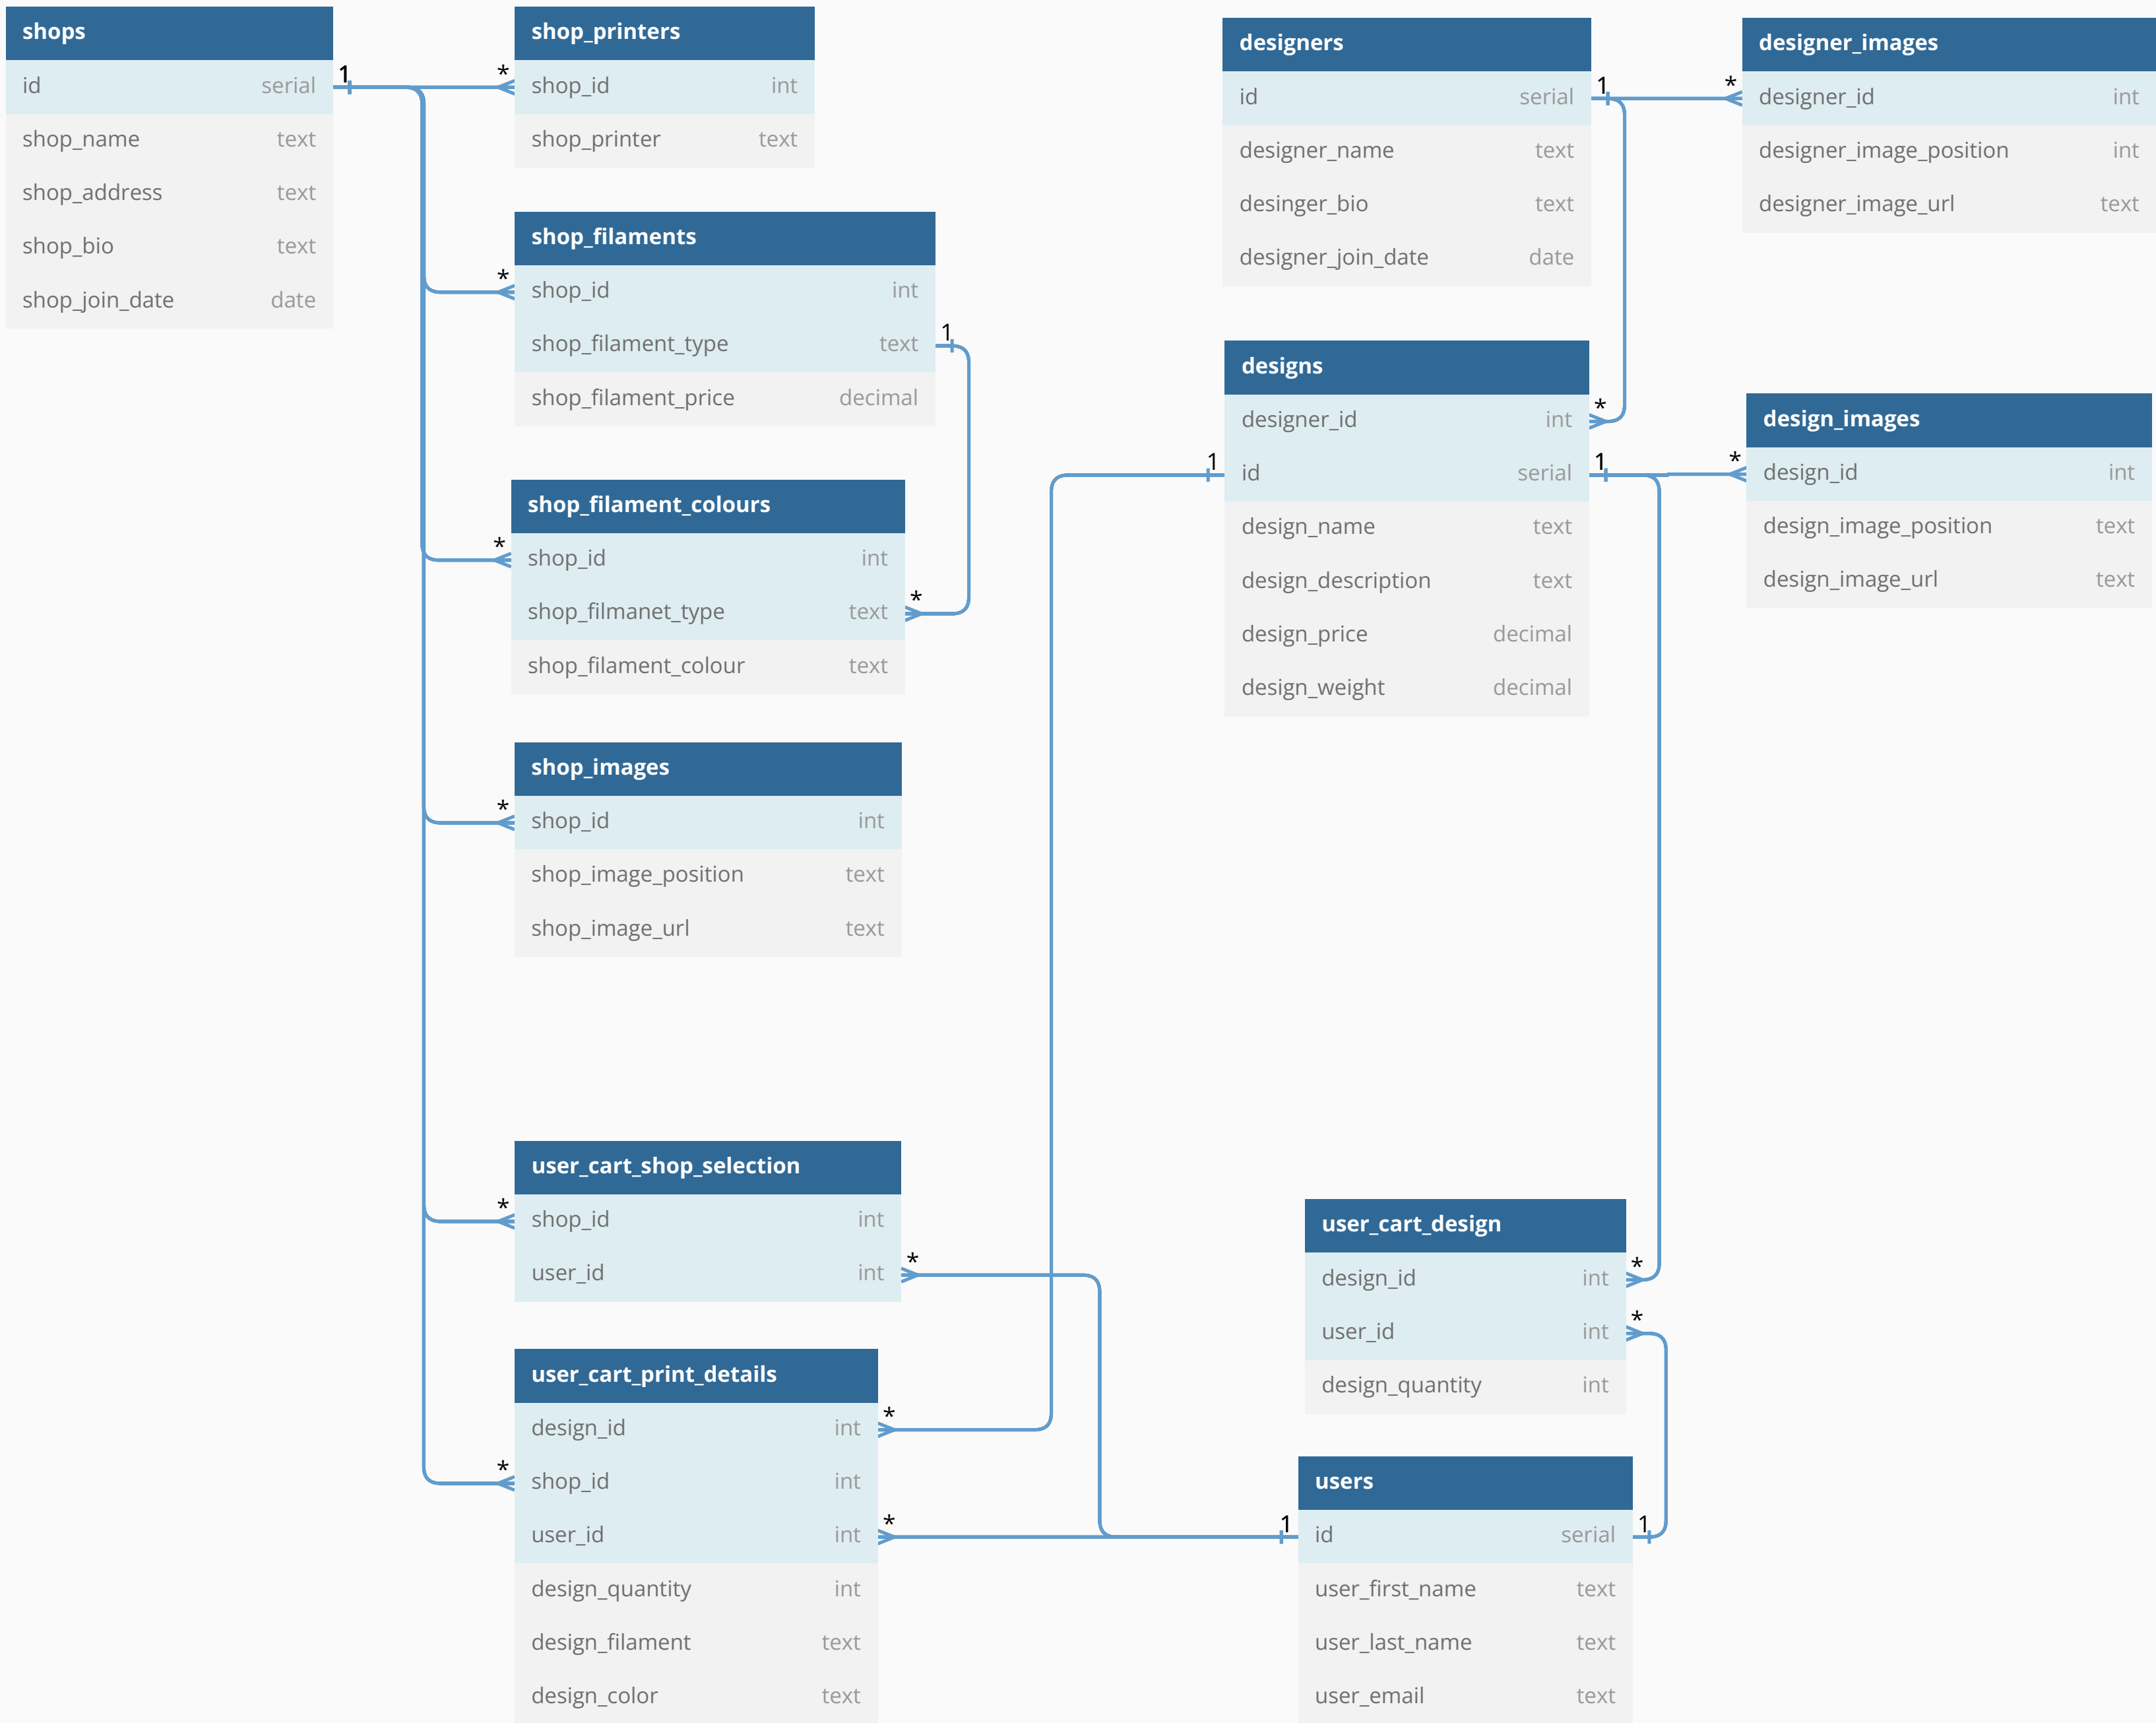 shops
1
id serial
shop_name text
shop_address text
shop_bio text
shop_join_date date
shop_printers
*
shop_id int
shop_printer text
shop_filaments
*
shop_id int
shop_filament_type text
1
shop_filament_price decimal
shop_filament_colours
*
shop_id int
shop_filmanet_type text
*
shop_filament_colour text
shop_images
*
shop_id int
shop_image_position text
shop_image_url text
user_cart_shop_selection
*
shop_id int
user_id int
*
user_cart_print_details
design_id int
*
*
shop_id int
user_id int
*
design_quantity int
design_filament text
design_color text
designers
id serial
1
designer_name text
desinger_bio text
designer_join_date date
designer_images
*
designer_id int
designer_image_position int
designer_image_url text
designs
designer_id int
*
1
id serial
1
design_name text
design_description text
design_price decimal
design_weight decimal
design_images
*
design_id int
design_image_position text
design_image_url text
user_cart_design
design_id int
*
user_id int
*
design_quantity int
users
1
id serial
1
user_first_name text
user_last_name text
user_email text